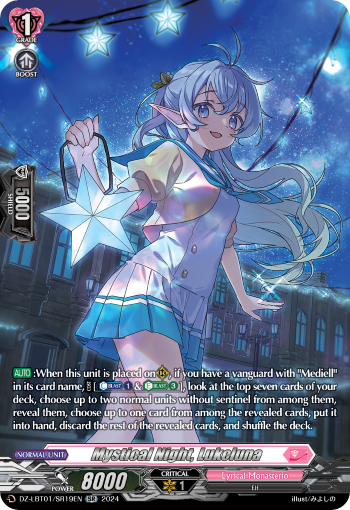 1
GRADE
BOOST
5000
SHIELD
AUTO :When this unit is placed on R, if you have a vanguard with "Mediell"
in its card name, COST [C BLAST 1 & E BLAST 3], look at the top seven cards of your
deck, choose up to two normal units without sentinel from among them,
reveal them, choose up to one card from among the revealed cards, put it
into hand, discard the rest of the revealed cards, and shuffle the deck.
NORMAL UNIT
Mystical Night, Lukeluna
Lyrical Monasterio
POWER 8000
CRITICAL
1
Elf
D DZ-LBT01/SR19EN SR 2024
illust/みよしの